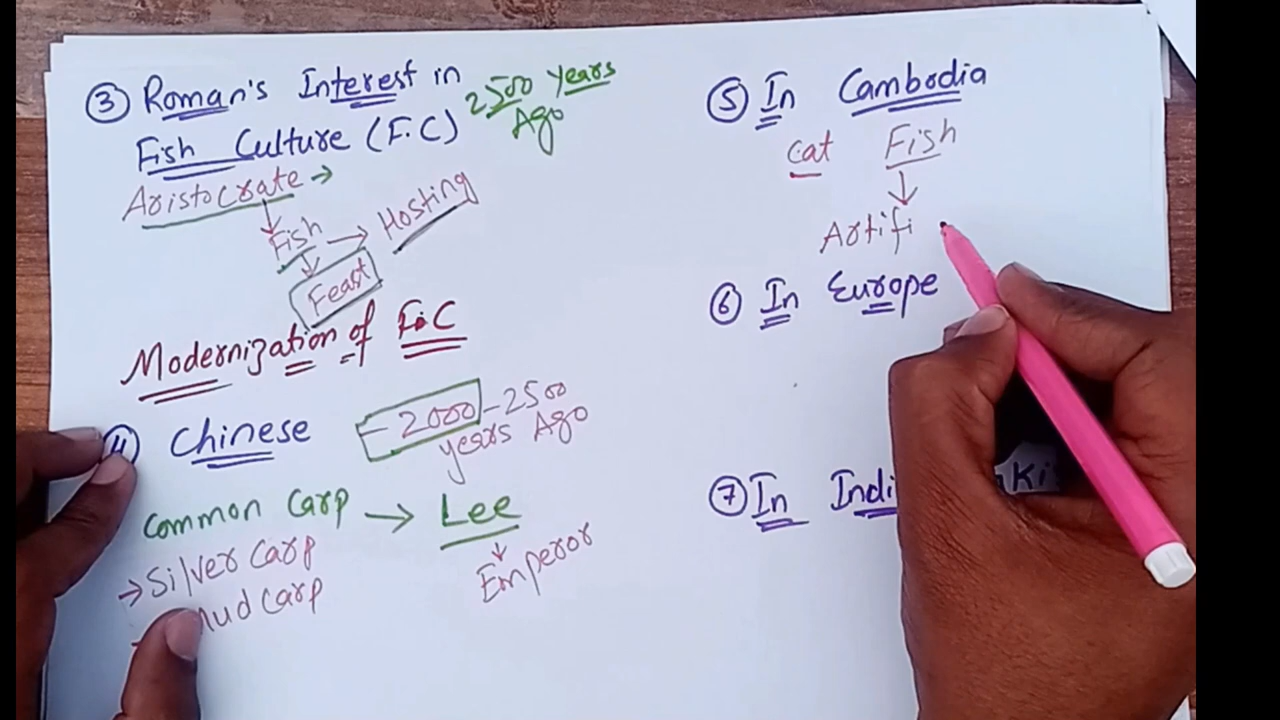 ③ Roman's Interest in
Fish Culture (F.C)
2500 years
Ago
Aristocrate →
Fish → Hosting
Feast
Modernization of F.C
④ Chinese
- 2000 - 2500
years Ago
Common Carp → Lee
→ Silver Carp
Emperor
mud Carp
⑤ In Cambodia
Cat Fish
Artifi
⑥ In Europe
⑦ In Indi